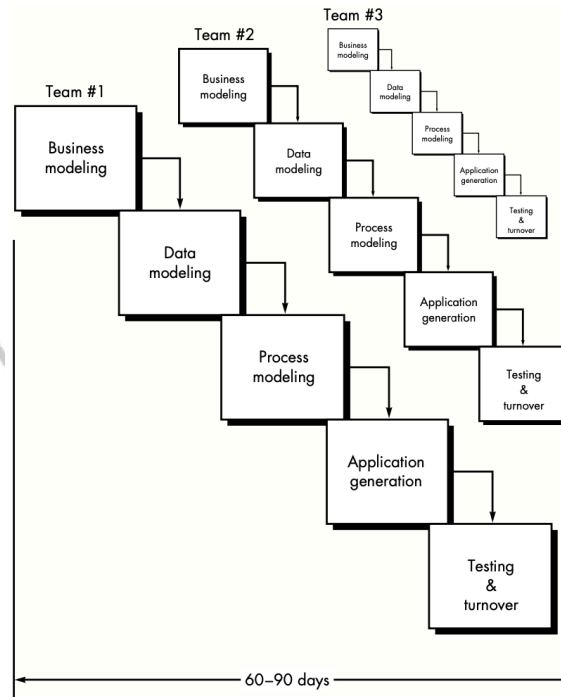 Team #1
Business
modeling
Data
modeling
Process
modeling
Application
generation
Testing
&
turnover
Team #2
Business
modeling
Data
modeling
Process
modeling
Application
generation
Testing
&
turnover
Team #3
Business
modeling
Data
modeling
Process
modeling
Application
generation
Testing
&
turnover
60–90 days